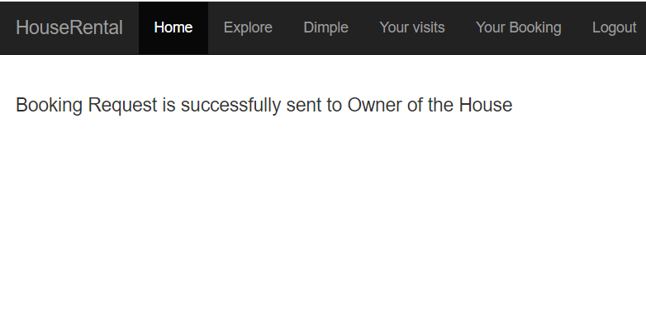 HouseRental Home Explore Dimple Your visits Your Booking Logout
Booking Request is successfully sent to Owner of the House